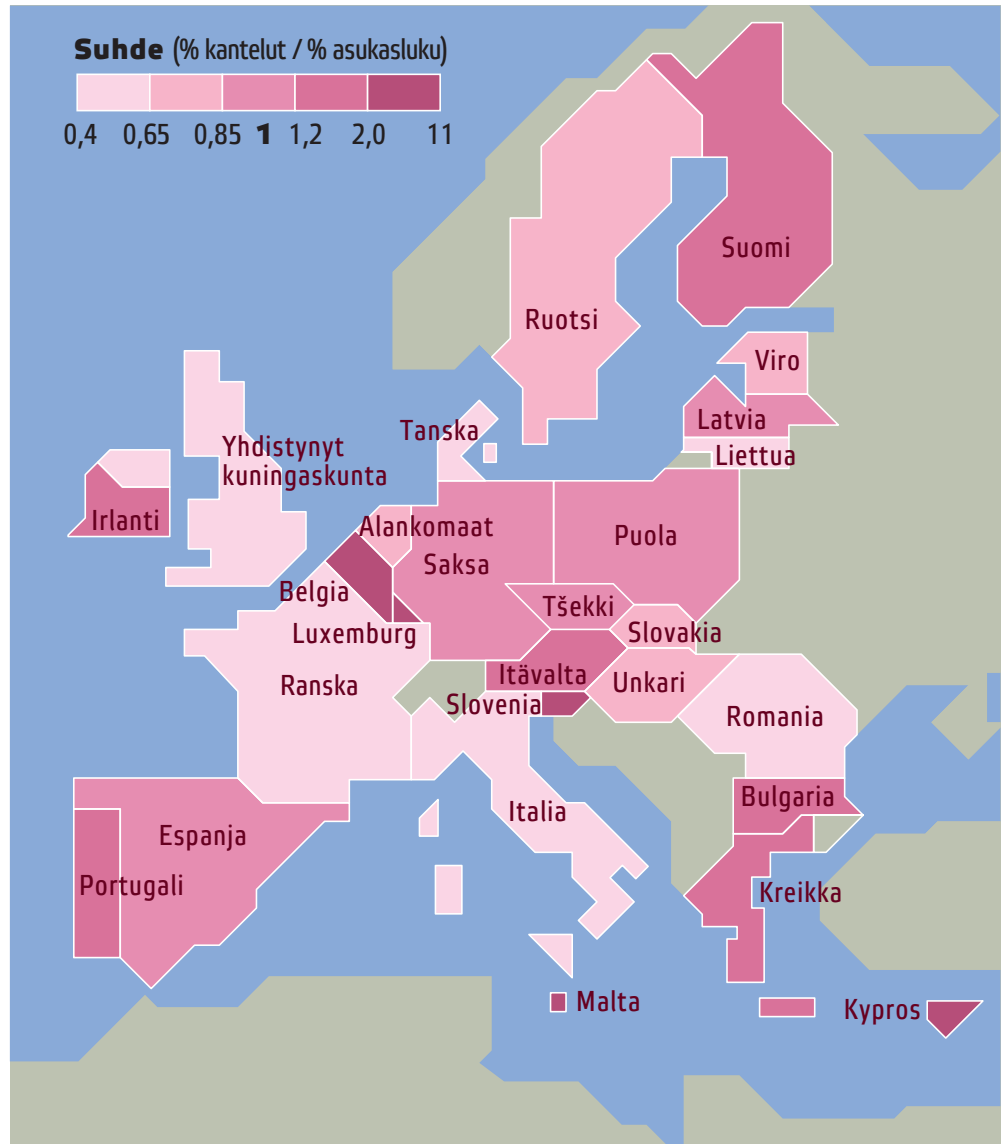 Suhde (% kantelut / % asukasluku)
0,4 0,65 0,85 1 1,2 2,0 11
Suomi
Ruotsi
Viro
Latvia
Tanska
Liettua
Yhdistynyt
kuningaskunta
Irlanti
Alankomaat
Puola
Saksa
Belgia
Tšekki
Luxemburg
Slovakia
Itävalta
Ranska
Unkari
Slovenia
Romania
Bulgaria
Italia
Espanja
Portugali
Kreikka
Malta
Kypros